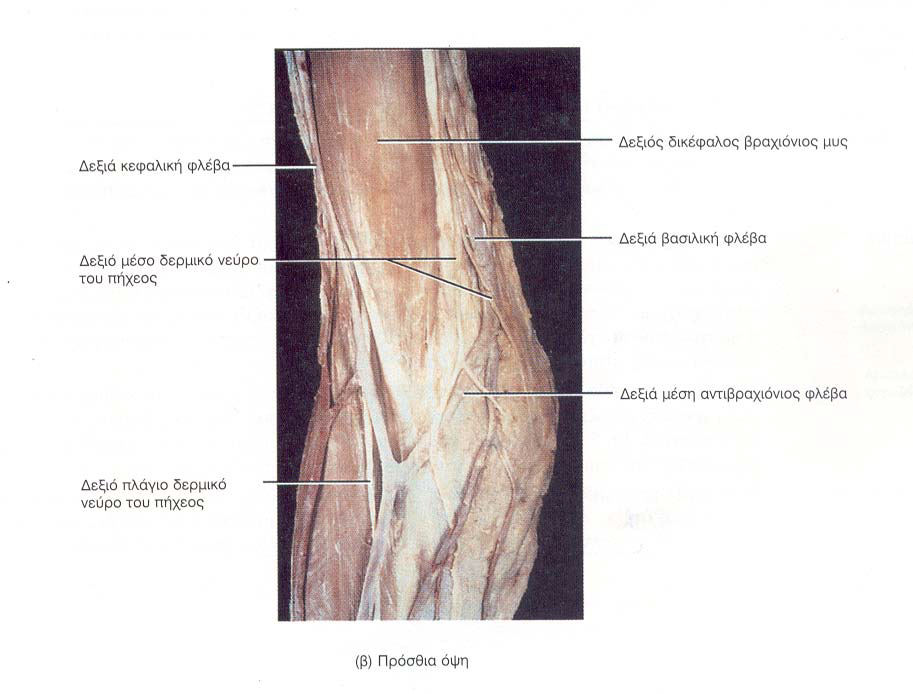 Δεξιός δικέφαλος βραχιόνιος μυς
Δεξιά κεφαλική φλέβα
Δεξιά βασιλική φλέβα
Δεξιό μέσο δερμικό νεύρο
του πήχεος
Δεξιά μέση αντιβραχιόνιος φλέβα
Δεξιό πλάγιο δερμικό
νεύρο του πήχεος
(β) Πρόσθια όψη